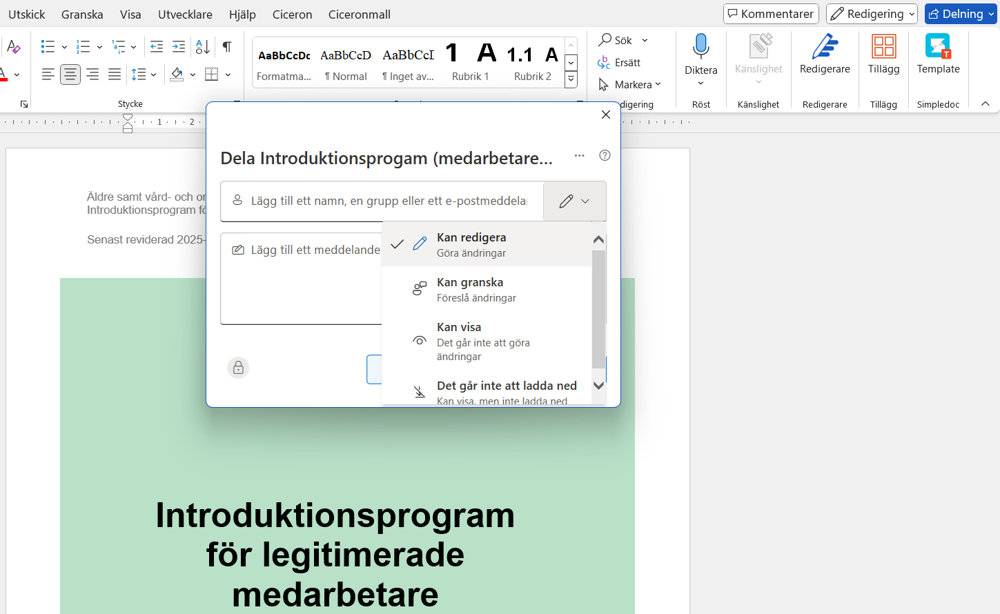 Utskick Granska Visa Utvecklare Hjälp Ciceron Ciceronmall Kommentarer Redigering Delning
AaBbCcDc AaBbCcD AaBbCcI 1 A 1.1 A
Formatma... ¶ Normal ¶ Inget av... Rubrik 1 Rubrik 2
Sök
Ersätt
Markera
Diktera Känslighet Redigerare Tillägg Template
Stycke
digering Röst Känslighet Redigerare Tillägg Simpledoc
1 2
Dela Introduktionsprogam (medarbetare...
Lägg till ett namn, en grupp eller ett e-postmeddela
Lägg till ett meddelande
Kan redigera
Göra ändringar
Kan granska
Föreslå ändringar
Kan visa
Det går inte att göra
ändringar
Det går inte att ladda ned
Kan visa, men inte ladda ned
Äldre samt vård- och
Introduktionsprogram
Senast reviderad 2025-
Introduktionsprogram
för legitimerade
medarbetare